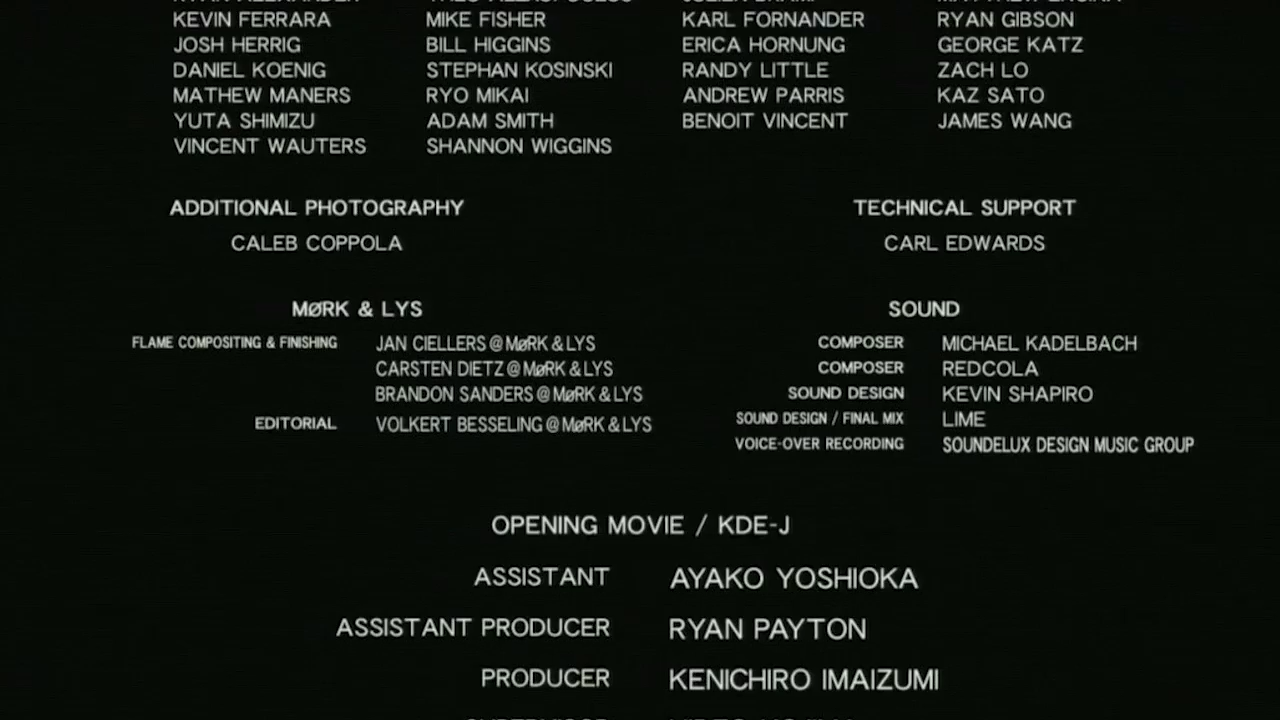 KEVIN FERRARA MIKE FISHER KARL FORNANDER RYAN GIBSON
JOSH HERRIG BILL HIGGINS ERICA HORNUNG GEORGE KATZ
DANIEL KOENIG STEPHAN KOSINSKI RANDY LITTLE ZACH LO
MATHEW MANERS RYO MIKAI ANDREW PARRIS KAZ SATO
YUTA SHIMIZU ADAM SMITH BENOIT VINCENT JAMES WANG
VINCENT WAUTERS SHANNON WIGGINS
ADDITIONAL PHOTOGRAPHY
CALEB COPPOLA
TECHNICAL SUPPORT
CARL EDWARDS
MøRK & LYS
FLAME COMPOSITING & FINISHING JAN CIELLERS@MøRK & LYS
CARSTEN DIETZ@MøRK & LYS
BRANDON SANDERS@MøRK & LYS
EDITORIAL VOLKERT BESSELING@MøRK & LYS
SOUND
COMPOSER MICHAEL KADELBACH
COMPOSER REDCOLA
SOUND DESIGN KEVIN SHAPIRO
SOUND DESIGN / FINAL MIX LIME
VOICE-OVER RECORDING SOUNDELUX DESIGN MUSIC GROUP
OPENING MOVIE / KDE-J
ASSISTANT AYAKO YOSHIOKA
ASSISTANT PRODUCER RYAN PAYTON
PRODUCER KENICHIRO IMAIZUMI